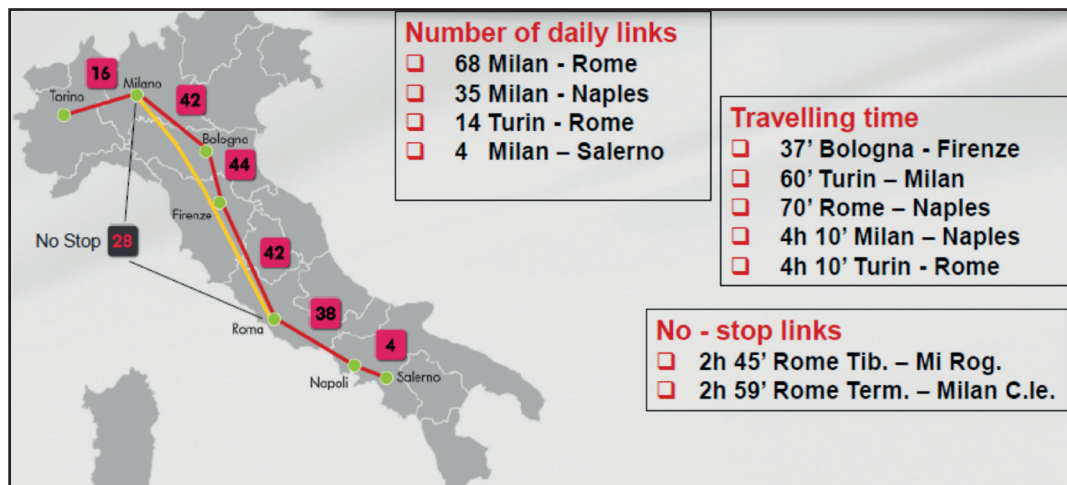 Number of daily links
68 Milan - Rome
35 Milan - Naples
14 Turin - Rome
4 Milan – Salerno
Travelling time
37’ Bologna - Firenze
60’ Turin – Milan
70’ Rome – Naples
4h 10’ Milan – Naples
4h 10’ Turin - Rome
No - stop links
2h 45’ Rome Tib. – Mi Rog.
2h 59’ Rome Term. – Milan C.le.
16
Torino
Milano
42
Bologna
44
Firenze
No Stop 28
42
Roma
38
4
Napoli
Salerno